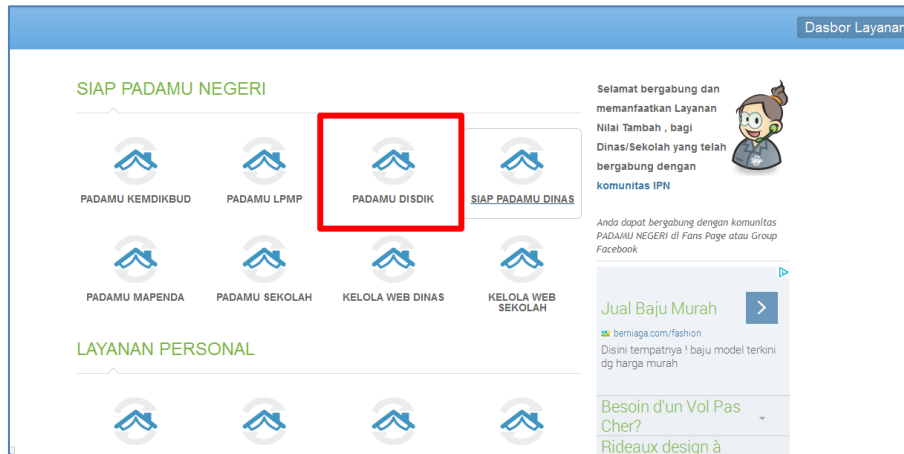 Dasbor Layanan
SIAP PADAMU NEGERI
PADAMU KEMDIKBUD
PADAMU LPMP
PADAMU DISDIK
SIAP PADAMU DINAS
PADAMU MAPENDA
PADAMU SEKOLAH
KELOLA WEB DINAS
KELOLA WEB
SEKOLAH
LAYANAN PERSONAL
Selamat bergabung dan
memanfaatkan Layanan
Nilai Tambah , bagi
Dinas/Sekolah yang telah
bergabung dengan
komunitas IPN
Anda dapat bergabung dengan komunitas
PADAMU NEGERI di Fans Page atau Group
Facebook
Jual Baju Murah
berniaga.com/fashion
Disini tempatnya ! baju model terkini
dg harga murah
Besoin d'un Vol Pas
Cher?
Rideaux design à